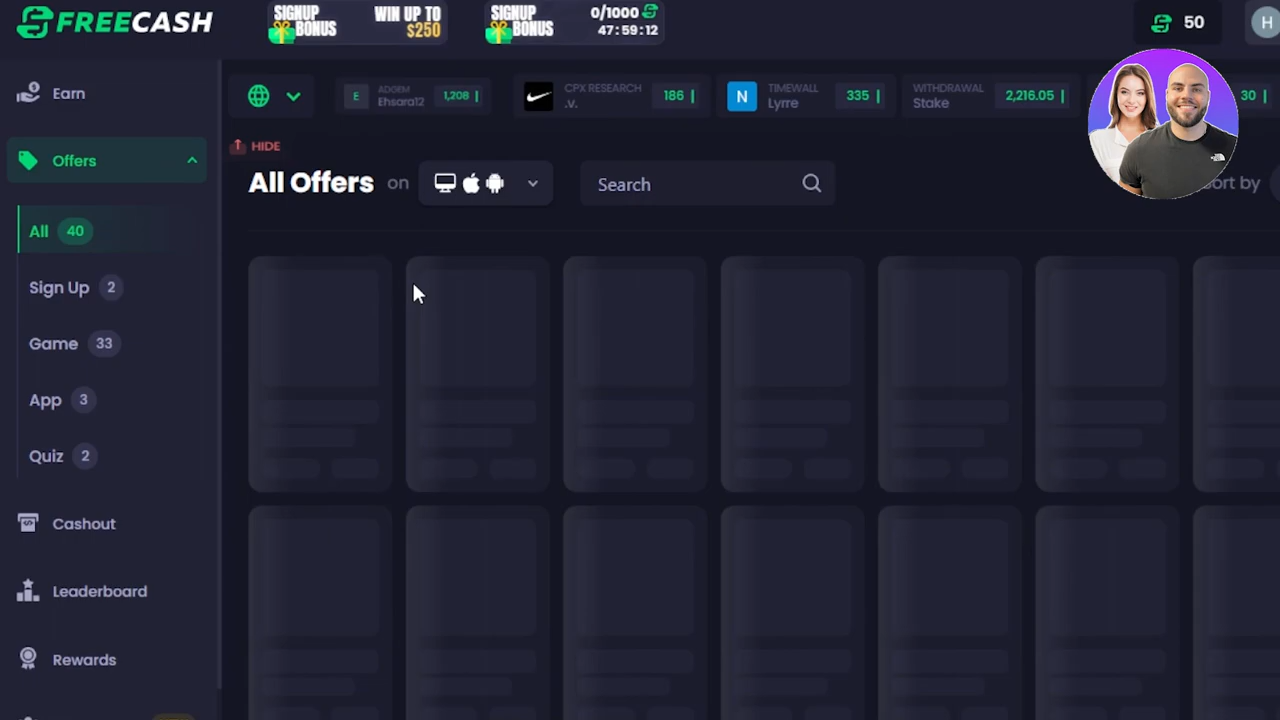 FREECASH
SIGNUP BONUS
WIN UP TO $250
SIGNUP BONUS
0/1000
47:59:12
50
H
Earn
Offers
All 40
Sign Up 2
Game 33
App 3
Quiz 2
Cashout
Leaderboard
Rewards
E
ADGEM
Ehsara12
1,208
CPX RESEARCH
.v.
186
N
TIMEWALL
Lyrre
335
WITHDRAWAL
Stake
2,216.05
30
HIDE
All Offers on
Search
ort by